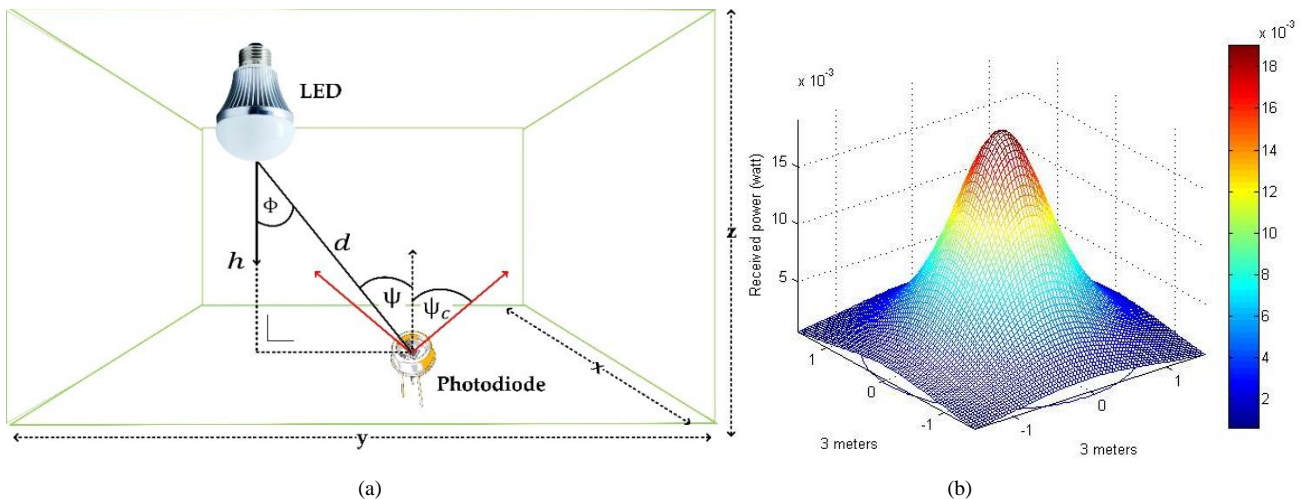 LED
Φ
d
h
ψ
ψc
Photodiode
x
y
z
(a)
x 10^-3
Received power (watt)
15
10
5
1
0
-1
3 meters
-1
0
1
3 meters
x 10^-3
18
16
14
12
10
8
6
4
2
(b)